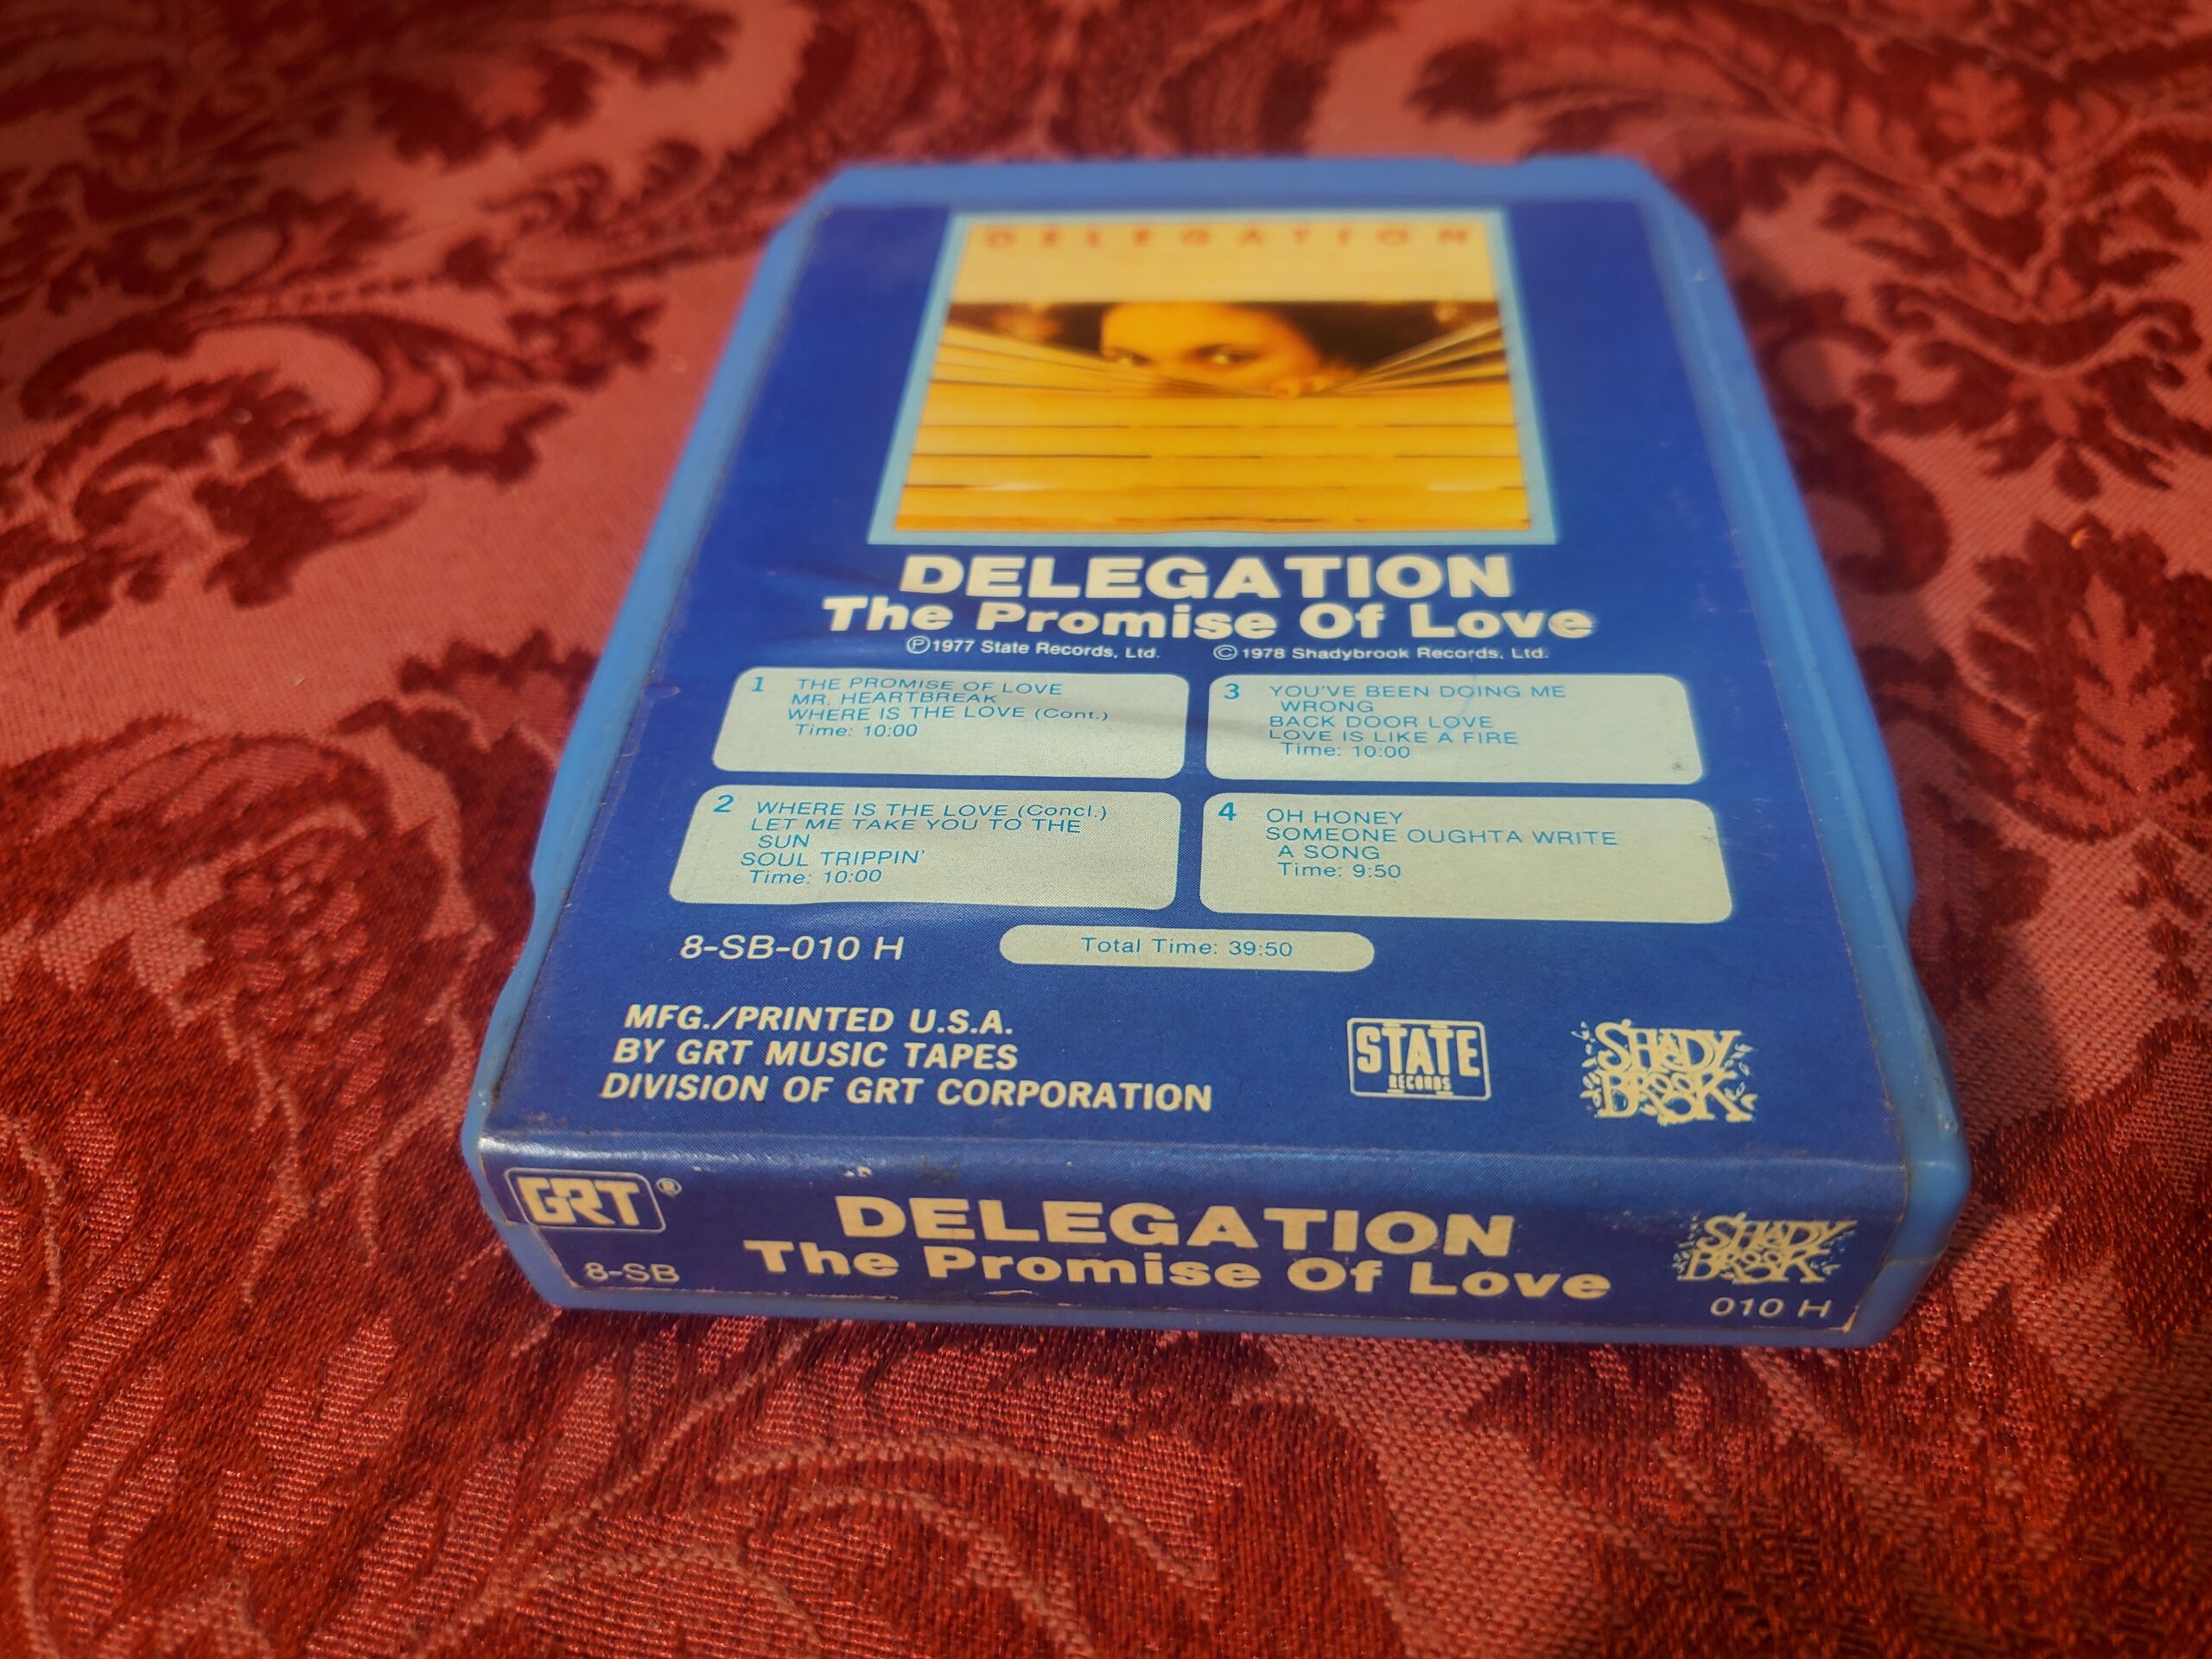 DELEGATION
DELEGATION
The Promise Of Love
Ⓟ1977 State Records, Ltd. ©1978 Shadybrook Records, Ltd.
1 THE PROMISE OF LOVE
MR. HEARTBREAK
WHERE IS THE LOVE (Cont.)
Time: 10:00
2 WHERE IS THE LOVE (Concl.)
LET ME TAKE YOU TO THE
SUN
SOUL TRIPPIN'
Time: 10:00
3 YOU'VE BEEN DOING ME
WRONG
BACK DOOR LOVE
LOVE IS LIKE A FIRE
Time: 10:00
4 OH HONEY
SOMEONE OUGHTA WRITE
A SONG
Time: 9:50
8-SB-010 H
Total Time: 39:50
MFG./PRINTED U.S.A.
BY GRT MUSIC TAPES
DIVISION OF GRT CORPORATION
STATE
RECORDS
SHADY
BROOK
GRT®
8-SB
DELEGATION
The Promise Of Love
SHADY
BROOK
010 H